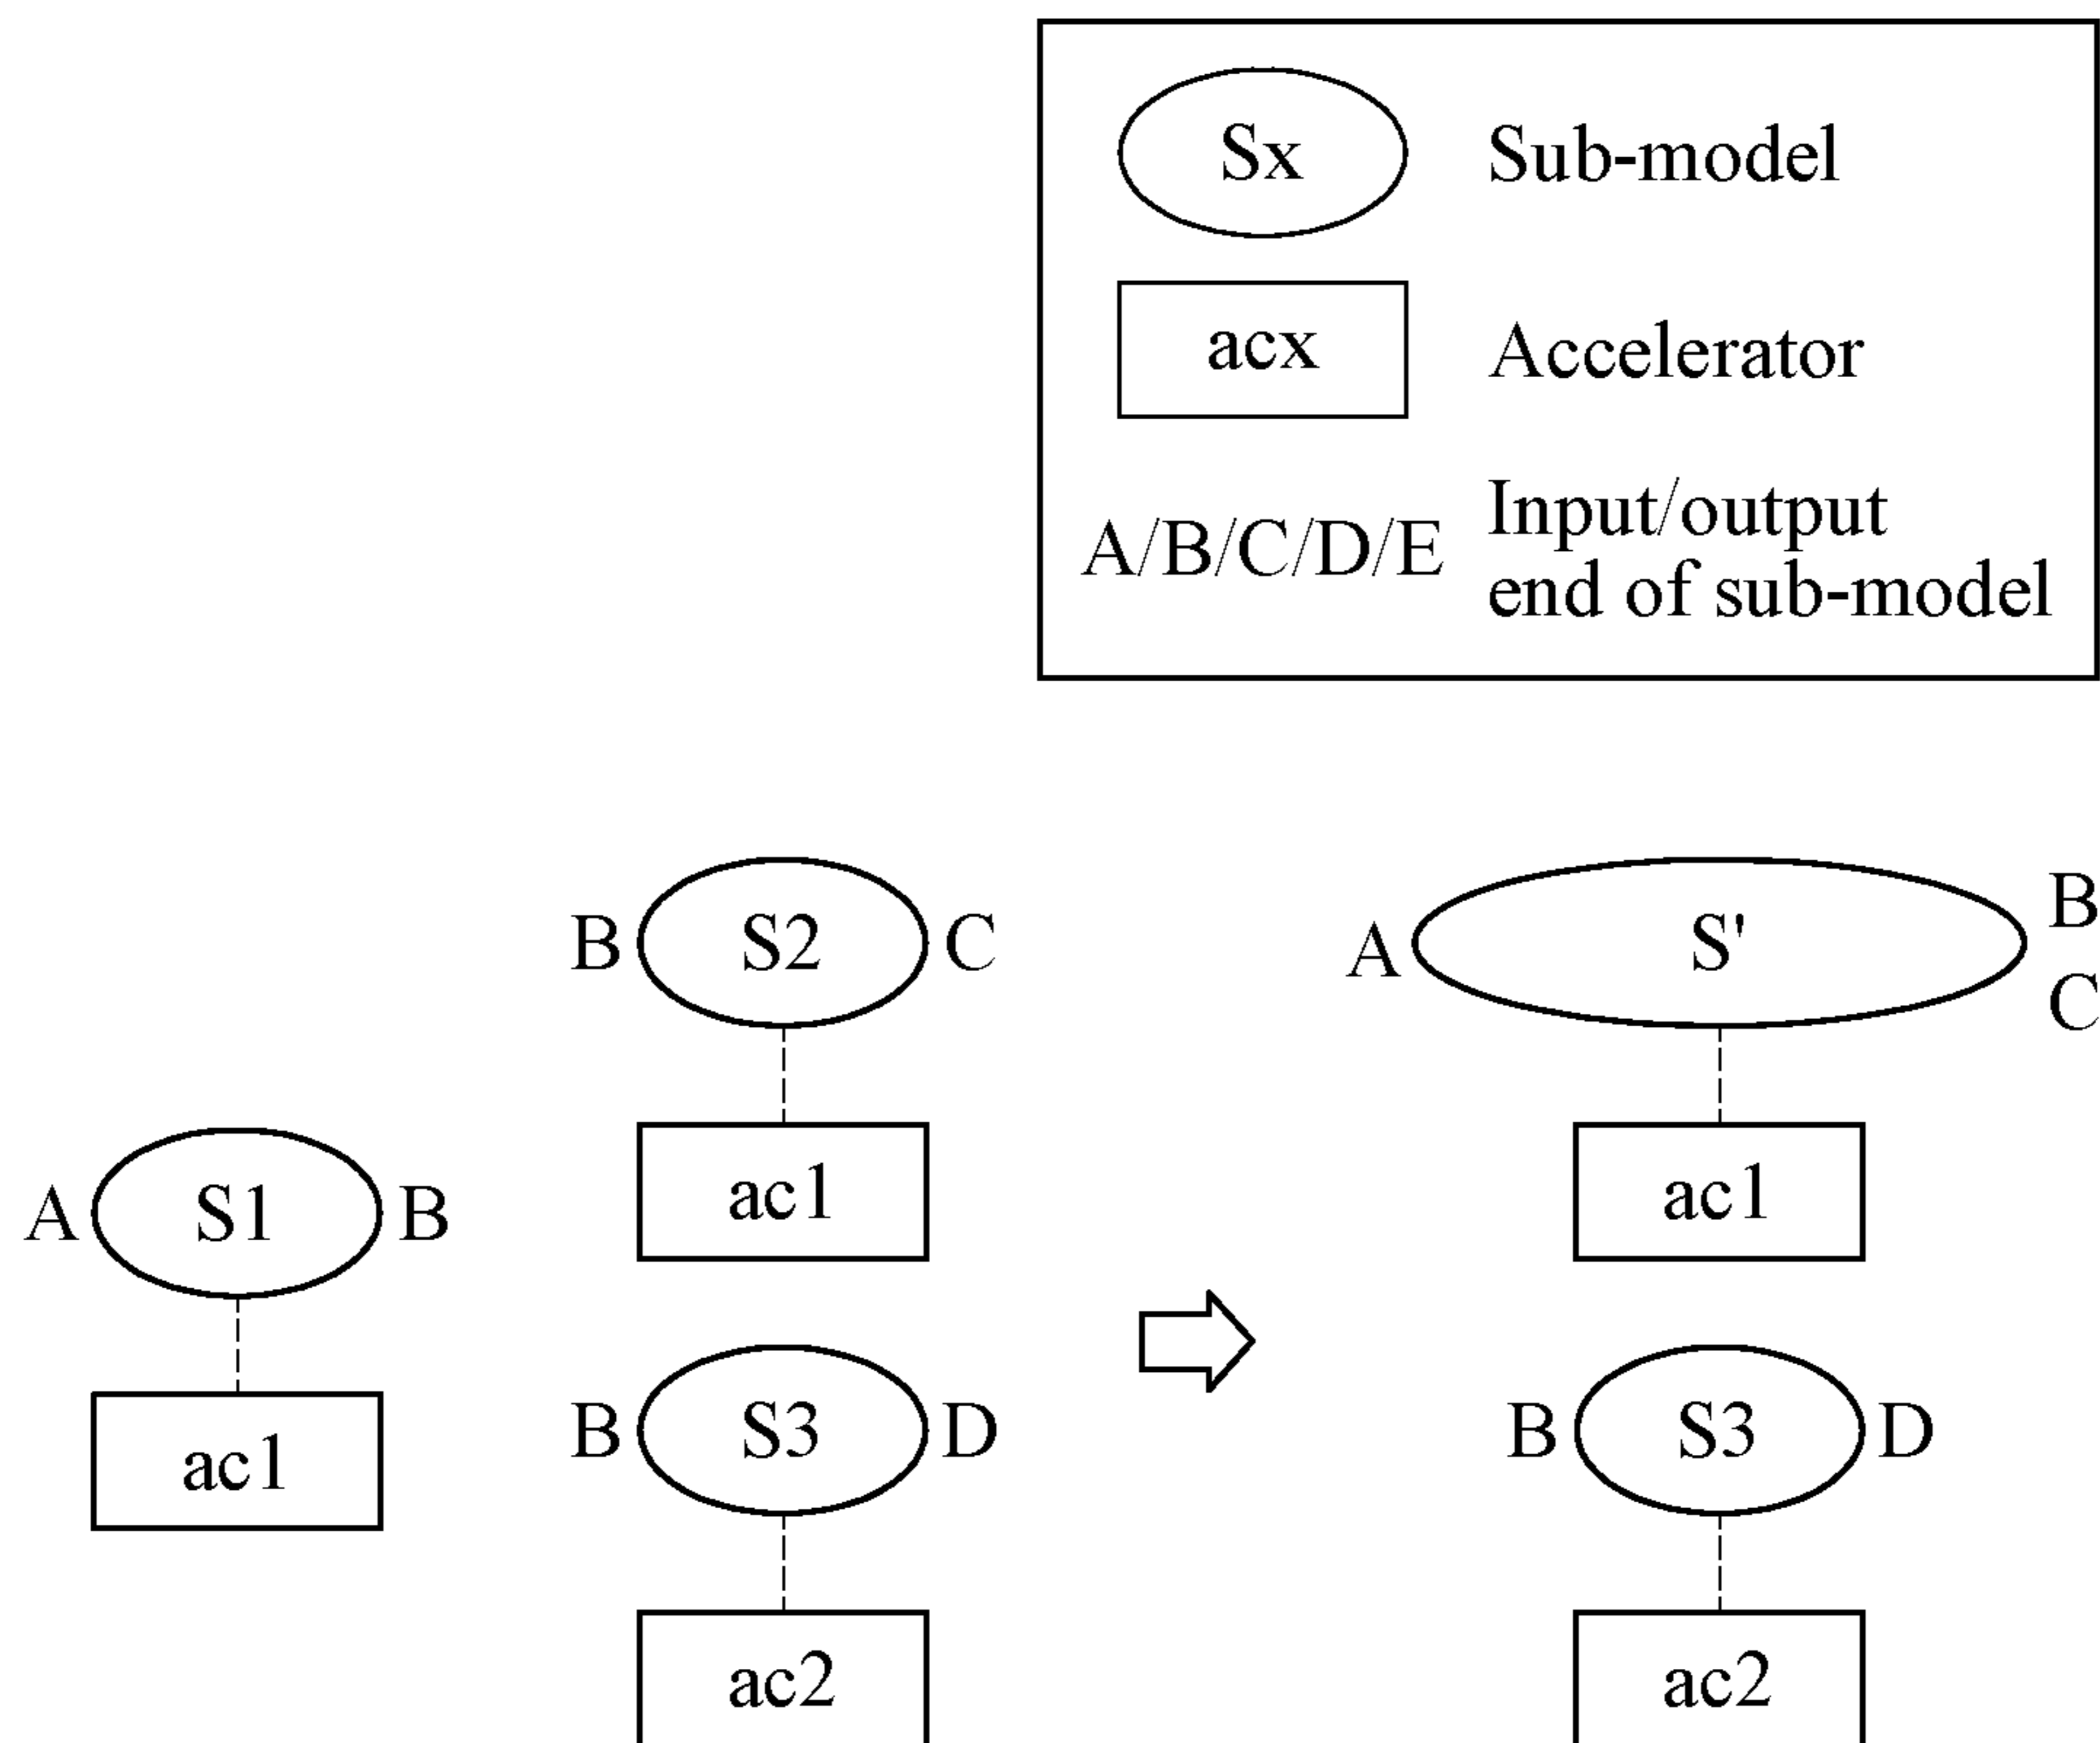 Sx Sub-model
acx Accelerator
A/B/C/D/E Input/output
end of sub-model
B S2 C
ac1
A S1 B
ac1
B S3 D
ac2
A S' B
C
ac1
B S3 D
ac2